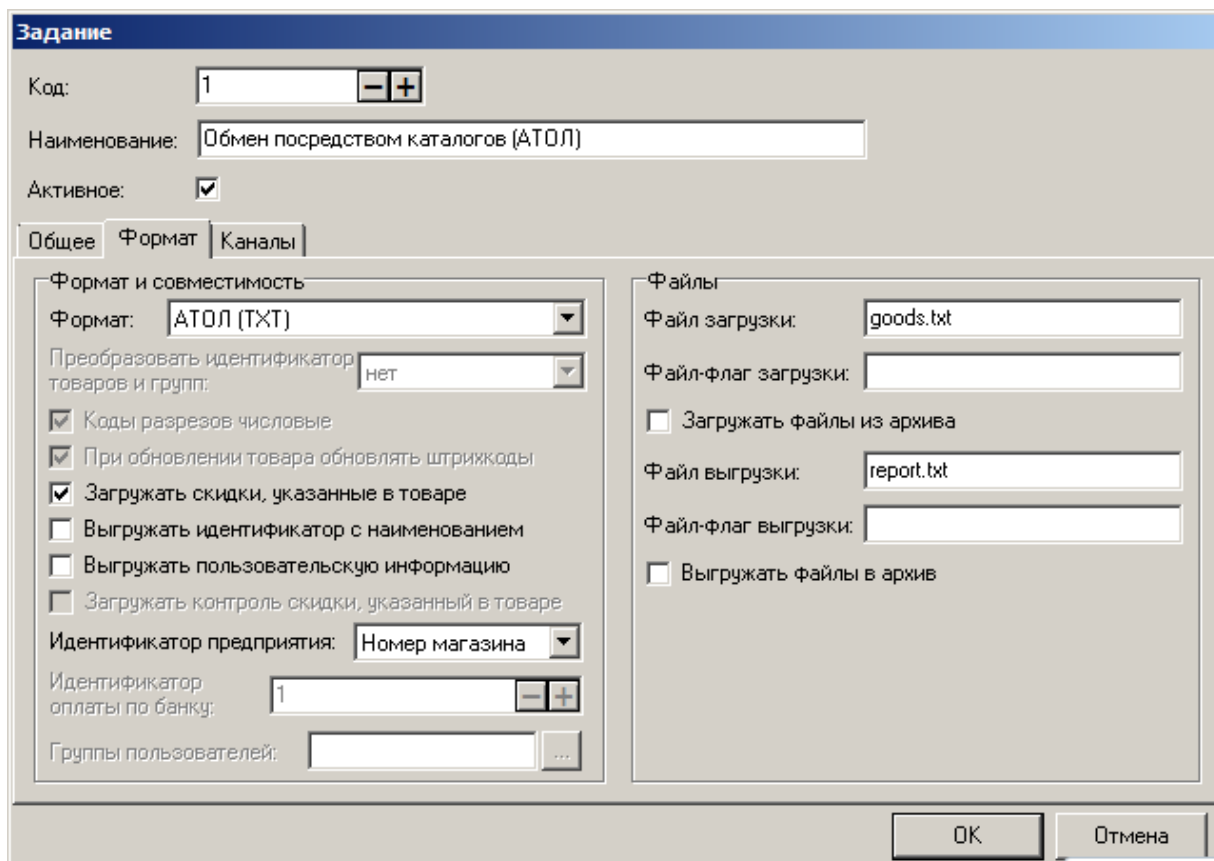 Задание
Код: 1
Наименование: Обмен посредством каталогов (АТОЛ)
Активное:
Общее Формат Каналы
Формат и совместимость
Формат: АТОЛ (TXT)
Преобразовать идентификатор
товаров и групп: нет
Коды разрезов числовые
При обновлении товара обновлять штрихкоды
Загружать скидки, указанные в товаре
Выгружать идентификатор с наименованием
Выгружать пользовательскую информацию
Загружать контроль скидки, указанный в товаре
Идентификатор предприятия: Номер магазина
Идентификатор
оплаты по банку: 1
Группы пользователей: ...
Файлы
Файл загрузки: goods.txt
Файл-флаг загрузки:
Загружать файлы из архива
Файл выгрузки: report.txt
Файл-флаг выгрузки:
Выгружать файлы в архив
OK Отмена